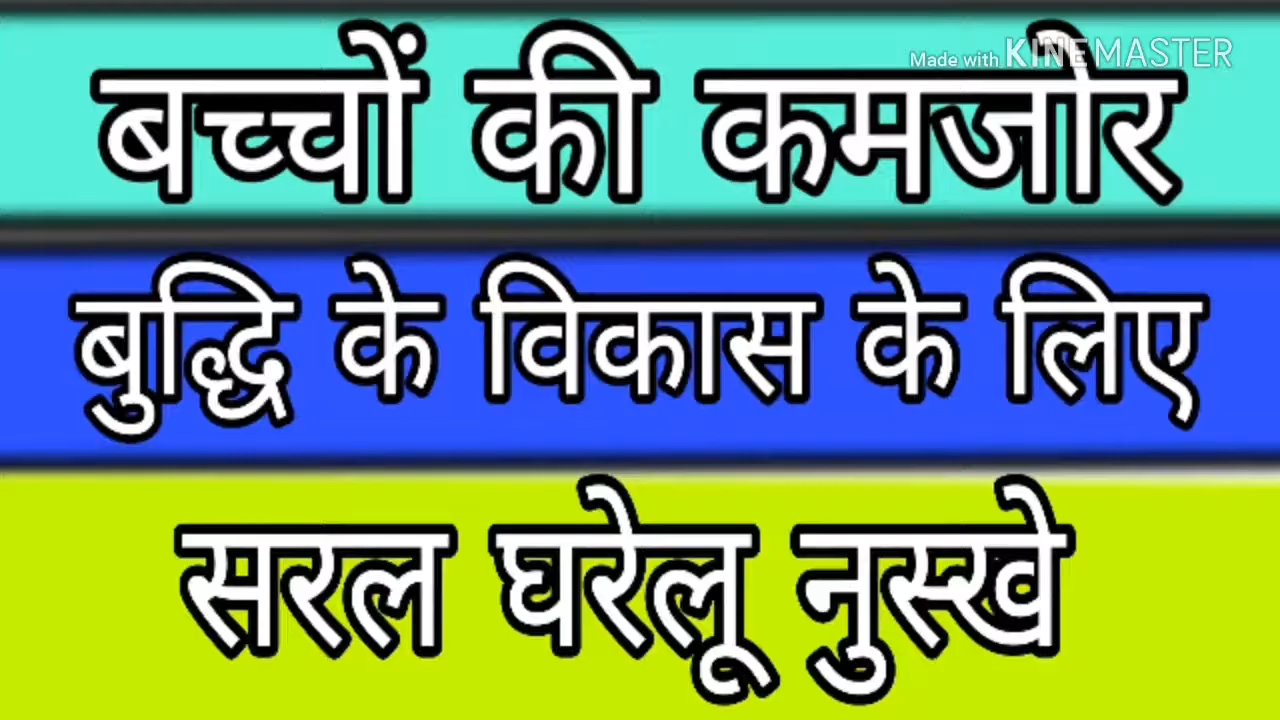 Made with KINEMASTER
बच्चों की कमजोर
बुद्धि के विकास के लिए
सरल घरेलू नुस्खे